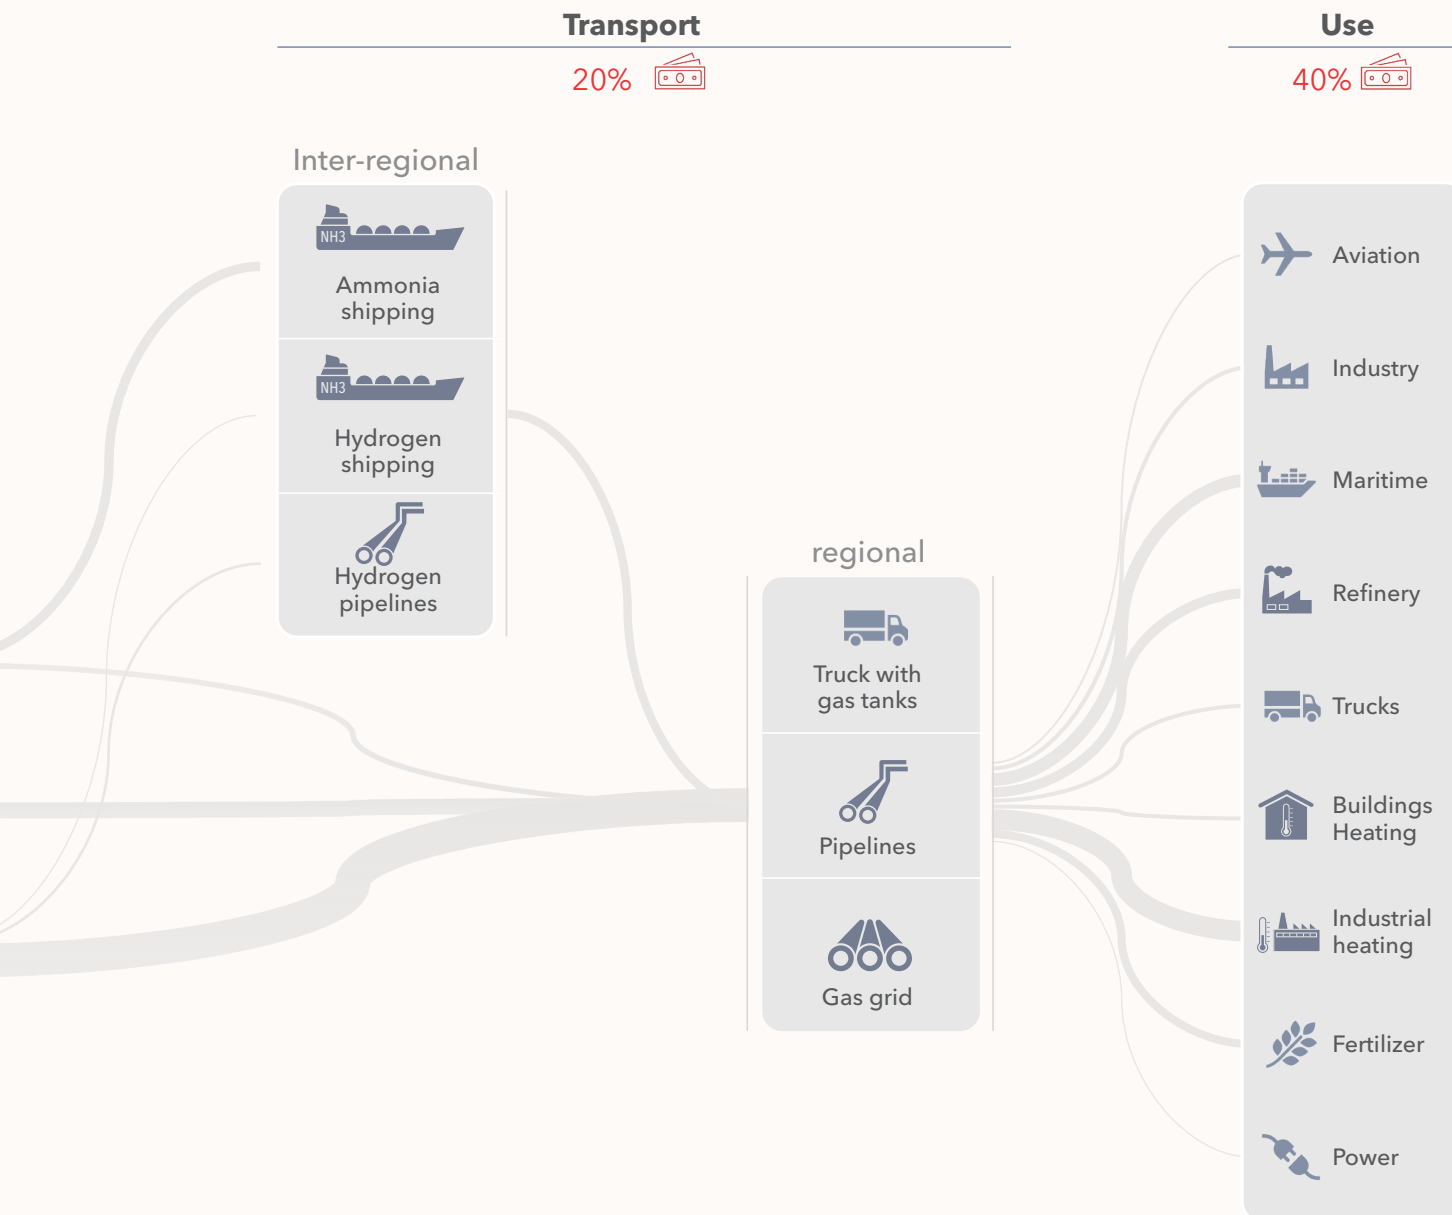 Transport
20%
Inter-regional
NH3
Ammonia
shipping
NH3
Hydrogen
shipping
Hydrogen
pipelines
regional
Truck with
gas tanks
Pipelines
Gas grid
Use
40%
Aviation
Industry
Maritime
Refinery
Trucks
Buildings
Heating
Industrial
heating
Fertilizer
Power